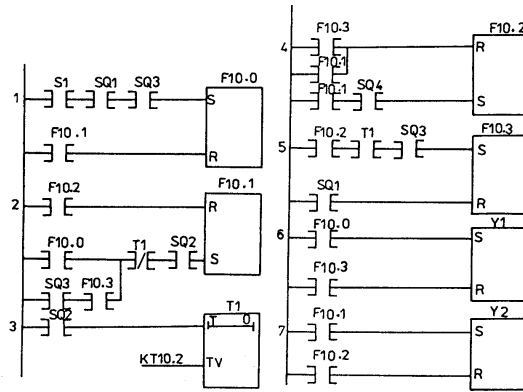 F10.0
S1 SQ1 SQ3
1
S
F10.1
R
F10.2
F10.1
2
R
F10.0
T1 SQ2
S
SQ3 F10.3
SQ2
T1
3
T 0
KT10.2
TV
F10.3
F10.2
4
R
F10.1
F10.1
SQ4
S
F10.2 T1 SQ3
F10.3
5
S
SQ1
R
F10.0
Y1
6
S
F10.3
R
F10.1
Y2
7
S
F10.2
R